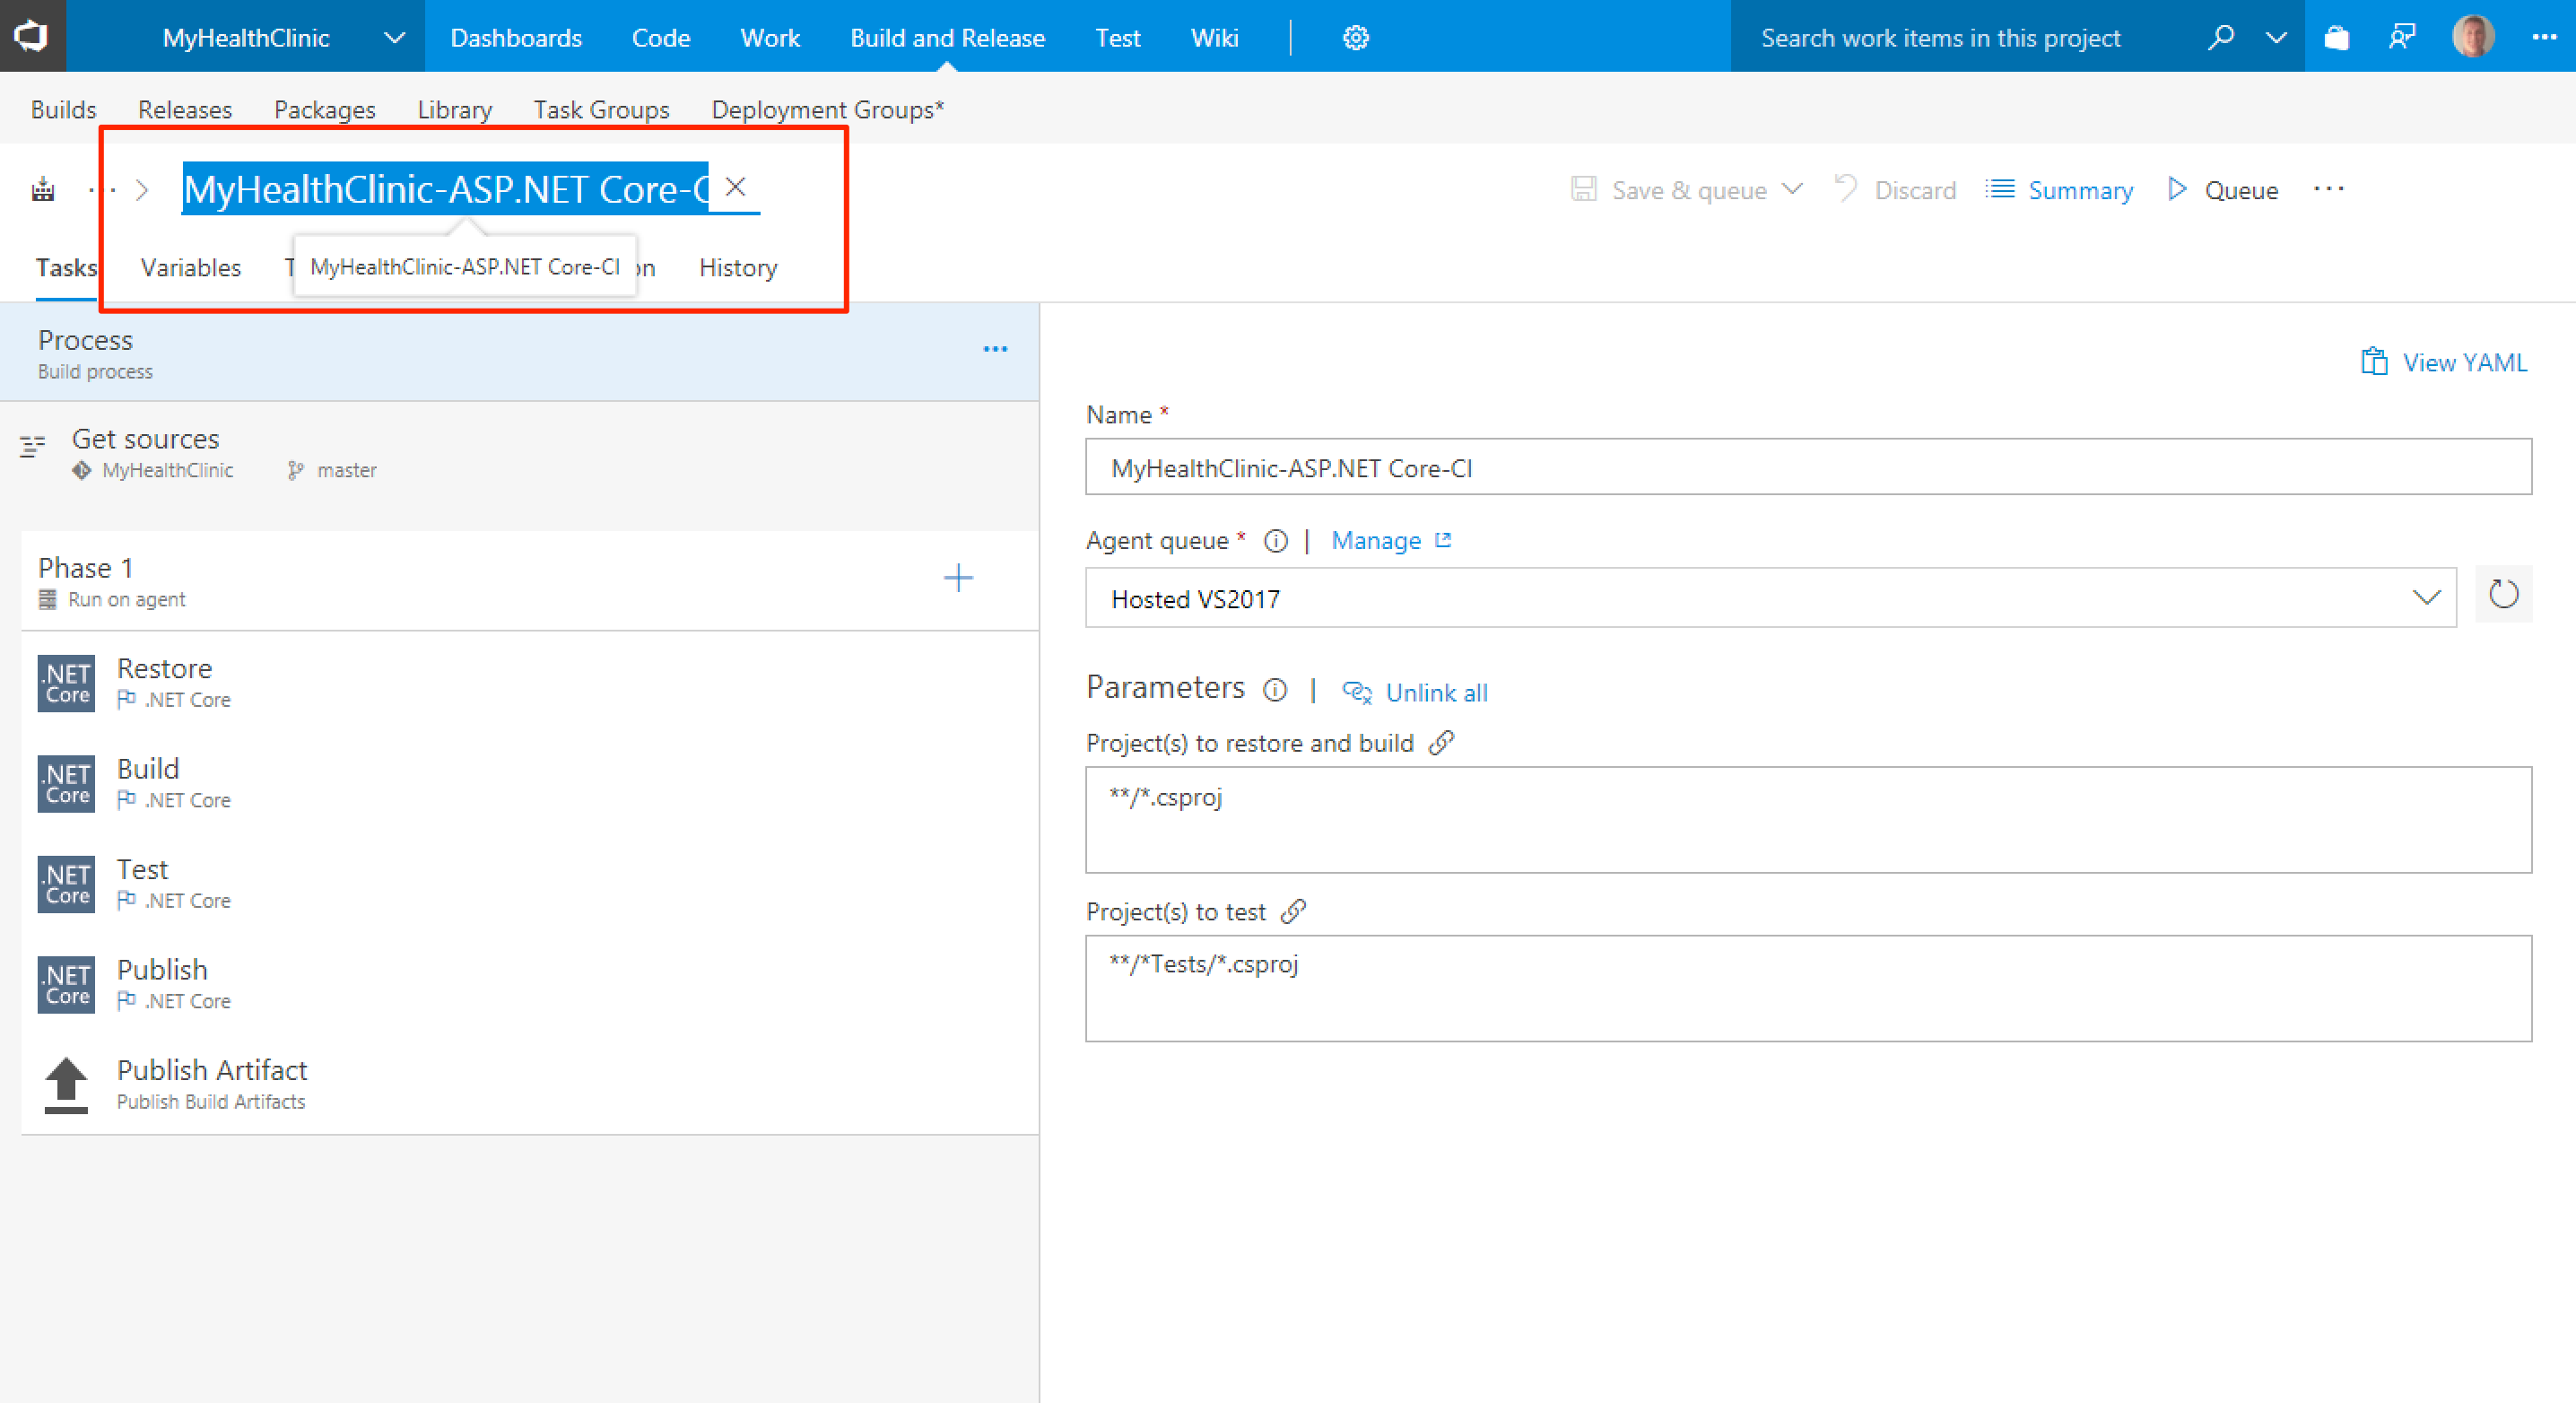 MyHealthClinic Dashboards Code Work Build and Release Test Wiki Search work items in this project
Builds Releases Packages Library Task Groups Deployment Groups*
MyHealthClinic-ASP.NET Core-C
Save & queue Discard Summary Queue
Tasks Variables T MyHealthClinic-ASP.NET Core-CI on History
Process
Build process
View YAML
Name *
MyHealthClinic-ASP.NET Core-CI
Get sources
MyHealthClinic master
Agent queue * | Manage
Hosted VS2017
Phase 1
Run on agent
.NET Core Restore
.NET Core
.NET Core Build
.NET Core
.NET Core Test
.NET Core
.NET Core Publish
.NET Core
Publish Artifact
Publish Build Artifacts
Parameters | Unlink all
Project(s) to restore and build
**/*.csproj
Project(s) to test
**/*Tests/*.csproj